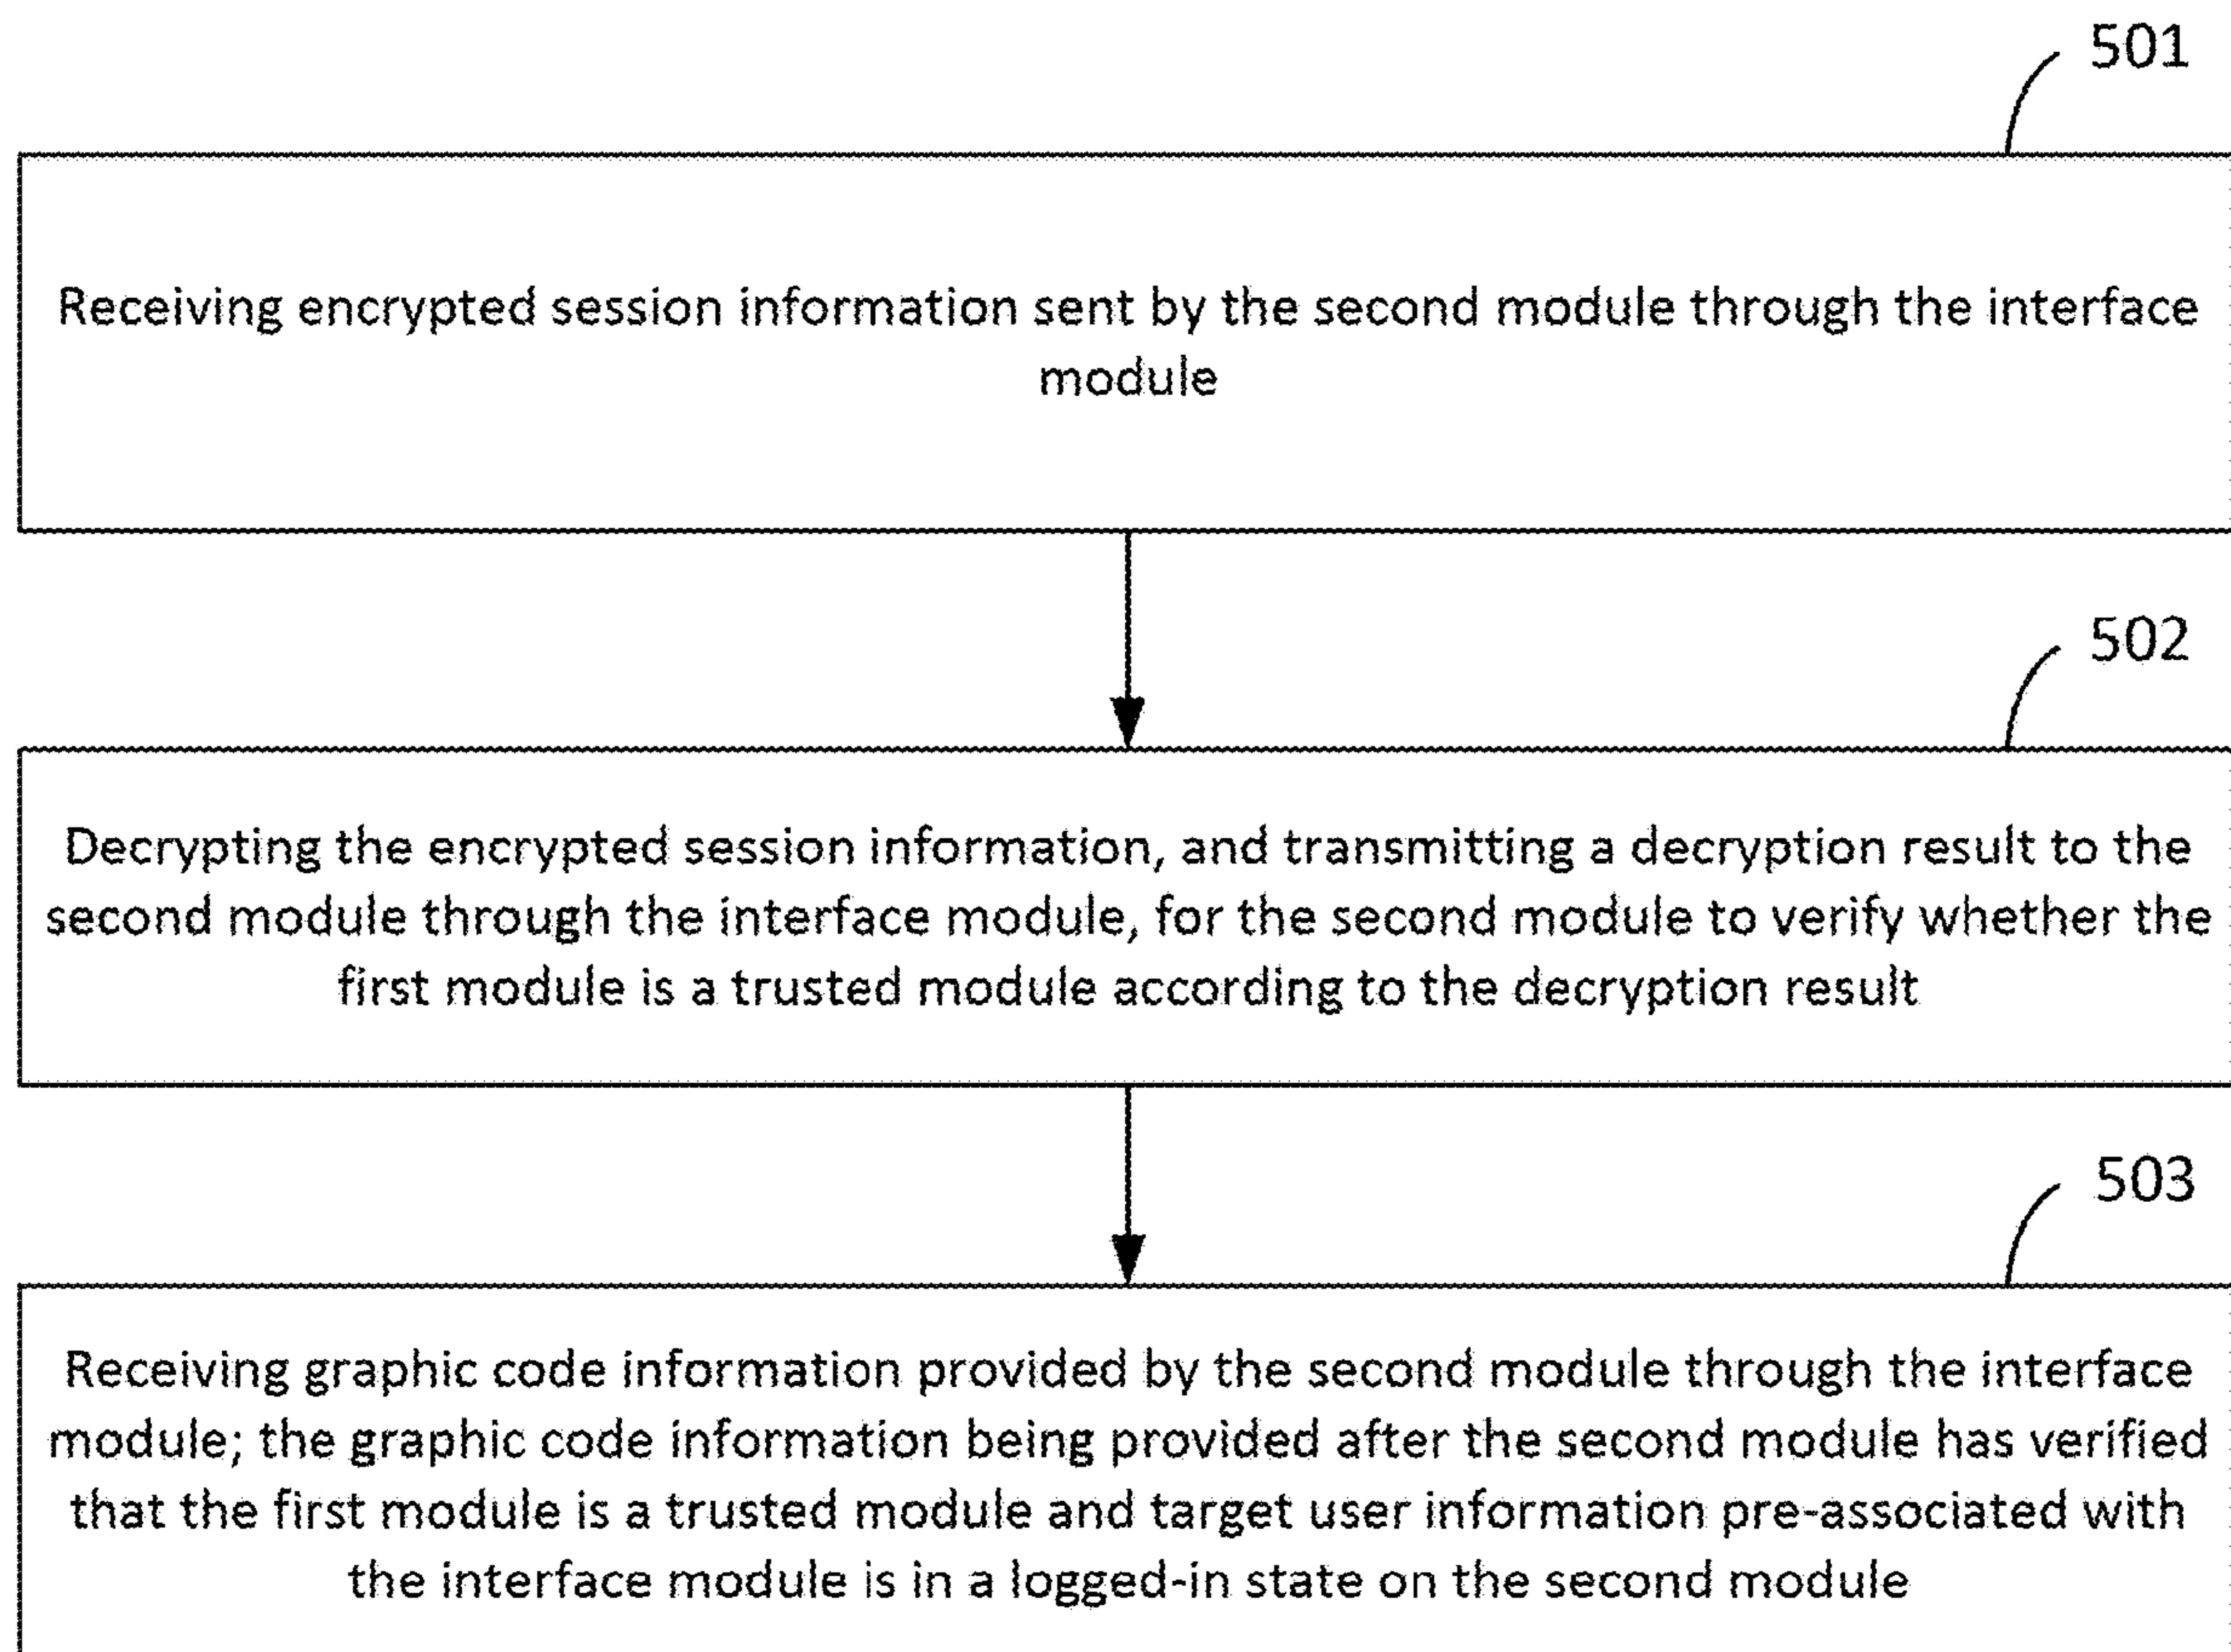 501
Receiving encrypted session information sent by the second module through the interface
module
502
Decrypting the encrypted session information, and transmitting a decryption result to the
second module through the interface module, for the second module to verify whether the
first module is a trusted module according to the decryption result
503
Receiving graphic code information provided by the second module through the interface
module; the graphic code information being provided after the second module has verified
that the first module is a trusted module and target user information pre-associated with
the interface module is in a logged-in state on the second module